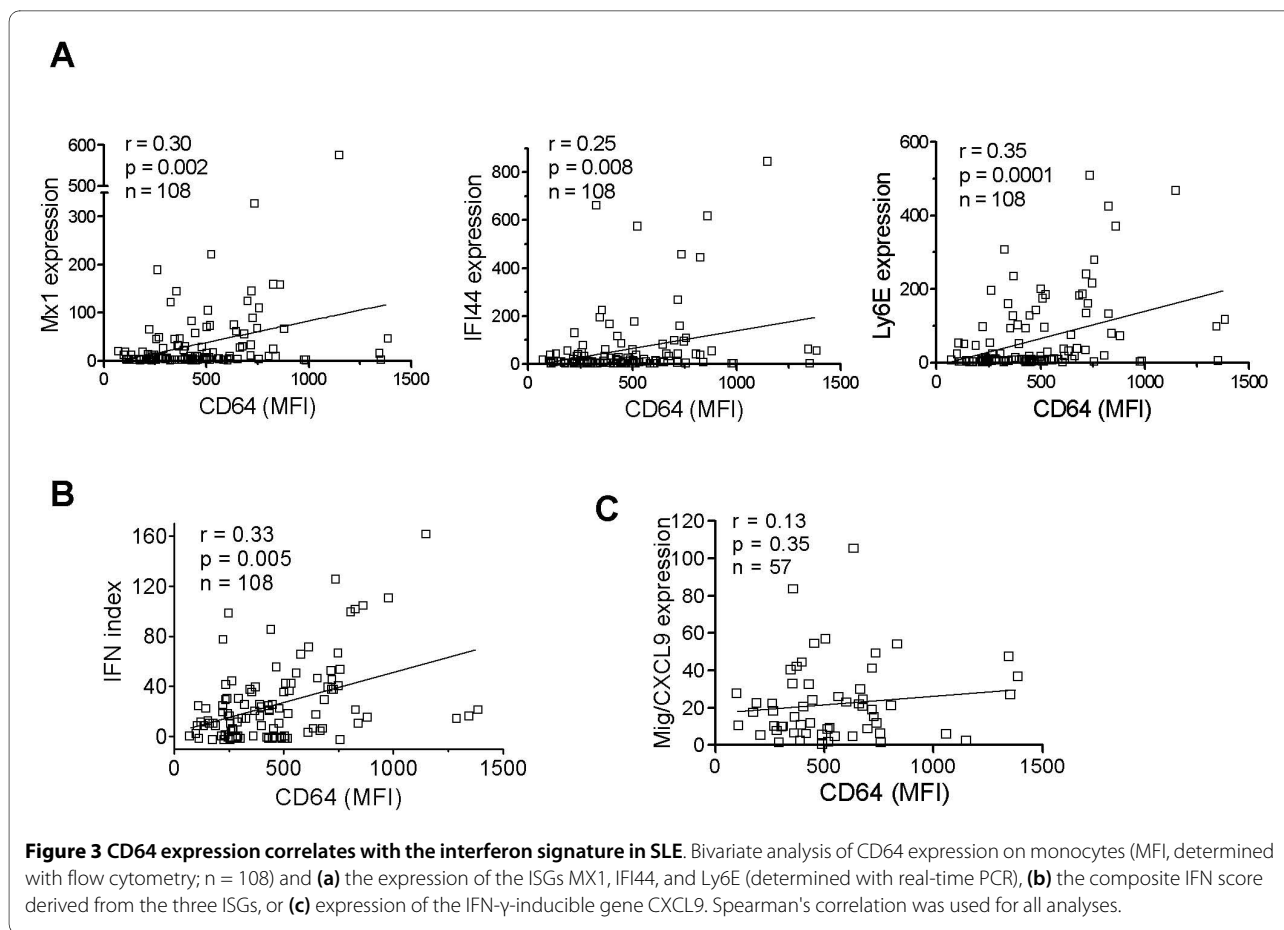 A
r = 0.30
p = 0.002
n = 108
Mx1 expression
600
500
300
200
100
0
0
500
1000
1500
CD64 (MFI)
r = 0.25
p = 0.008
n = 108
IFI44 expression
800
600
400
200
0
0
500
1000
1500
CD64 (MFI)
r = 0.35
p = 0.0001
n = 108
Ly6E expression
600
400
200
0
0
500
1000
1500
CD64 (MFI)
B
r = 0.33
p = 0.005
n = 108
IFN index
160
120
80
40
0
0
500
1000
1500
CD64 (MFI)
C
r = 0.13
p = 0.35
n = 57
Mig/CXCL9 expression
120
100
80
60
40
20
0
0
500
1000
1500
CD64 (MFI)
Figure 3 CD64 expression correlates with the interferon signature in SLE. Bivariate analysis of CD64 expression on monocytes (MFI, determined
with flow cytometry; n = 108) and (a) the expression of the ISGs MX1, IFI44, and Ly6E (determined with real-time PCR), (b) the composite IFN score
derived from the three ISGs, or (c) expression of the IFN-γ-inducible gene CXCL9. Spearman's correlation was used for all analyses.